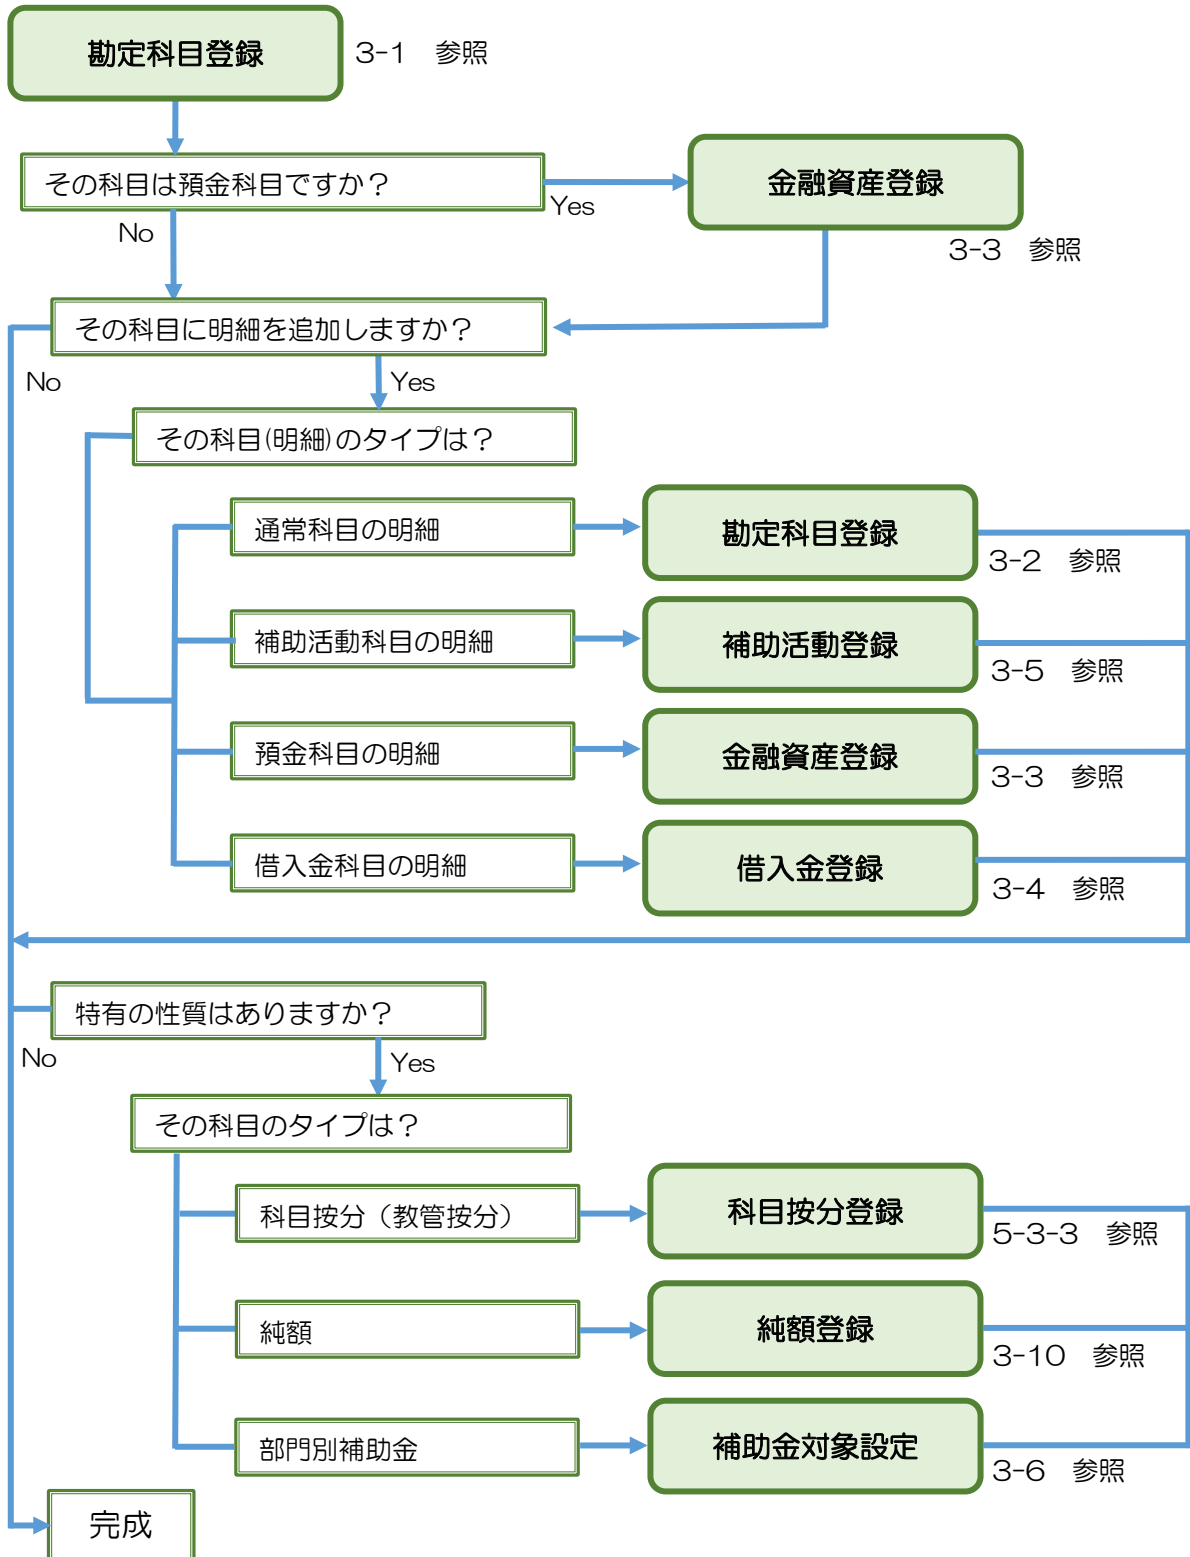 勘定科目登録
3-1　参照
その科目は預金科目ですか？
Yes
No
金融資産登録
3-3　参照
その科目に明細を追加しますか？
No
Yes
その科目(明細)のタイプは？
通常科目の明細
勘定科目登録
3-2　参照
補助活動科目の明細
補助活動登録
3-5　参照
預金科目の明細
金融資産登録
3-3　参照
借入金科目の明細
借入金登録
3-4　参照
特有の性質はありますか？
No
Yes
その科目のタイプは？
科目按分（教管按分）
科目按分登録
5-3-3　参照
純額
純額登録
3-10　参照
部門別補助金
補助金対象設定
3-6　参照
完成